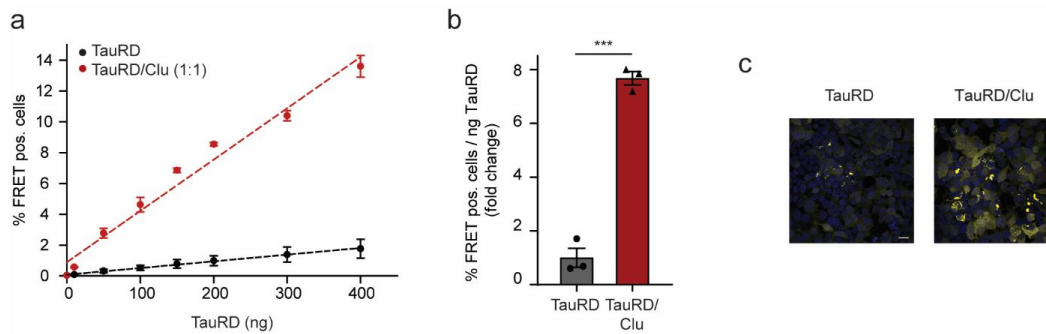 a
TauRD
TauRD/Clu (1:1)
% FRET pos. cells
14
12
10
8
6
4
2
0
0
100
200
300
400
TauRD (ng)
b
***
% FRET pos. cells / ng TauRD
(fold change)
8
6
4
2
0
TauRD
TauRD/
Clu
c
TauRD
TauRD/Clu